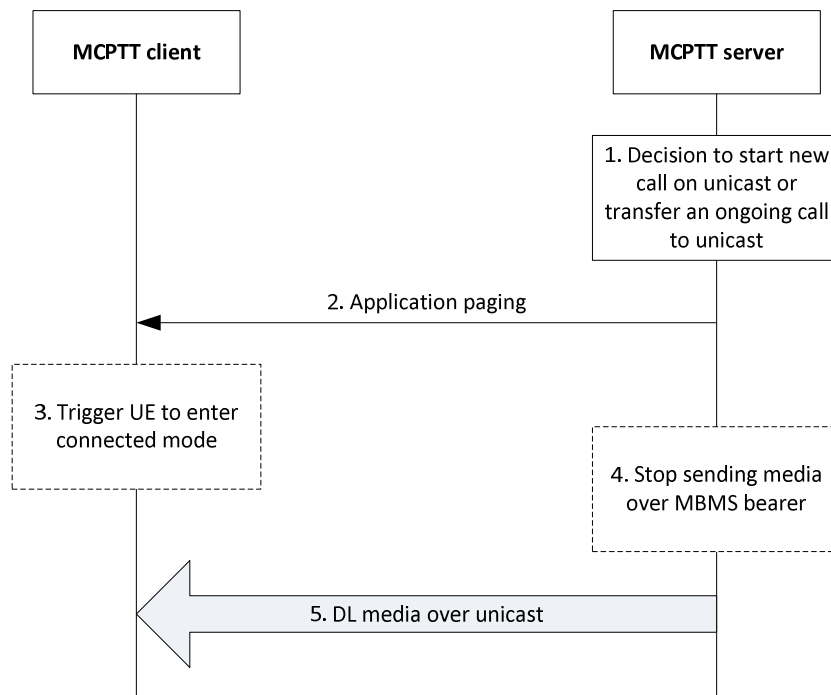 MCPTT client
MCPTT server
1. Decision to start new
call on unicast or
transfer an ongoing call
to unicast
2. Application paging
3. Trigger UE to enter
connected mode
4. Stop sending media
over MBMS bearer
5. DL media over unicast